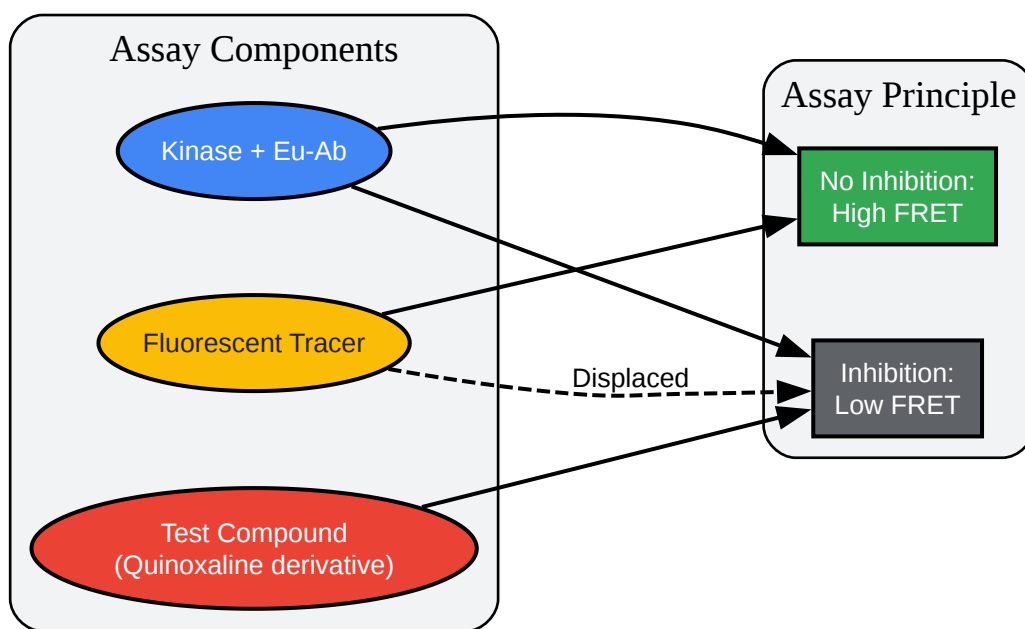 Assay Components
Kinase + Eu-Ab
Fluorescent Tracer
Test Compound
(Quinoxaline derivative)
Displaced
Assay Principle
No Inhibition:
High FRET
Inhibition:
Low FRET